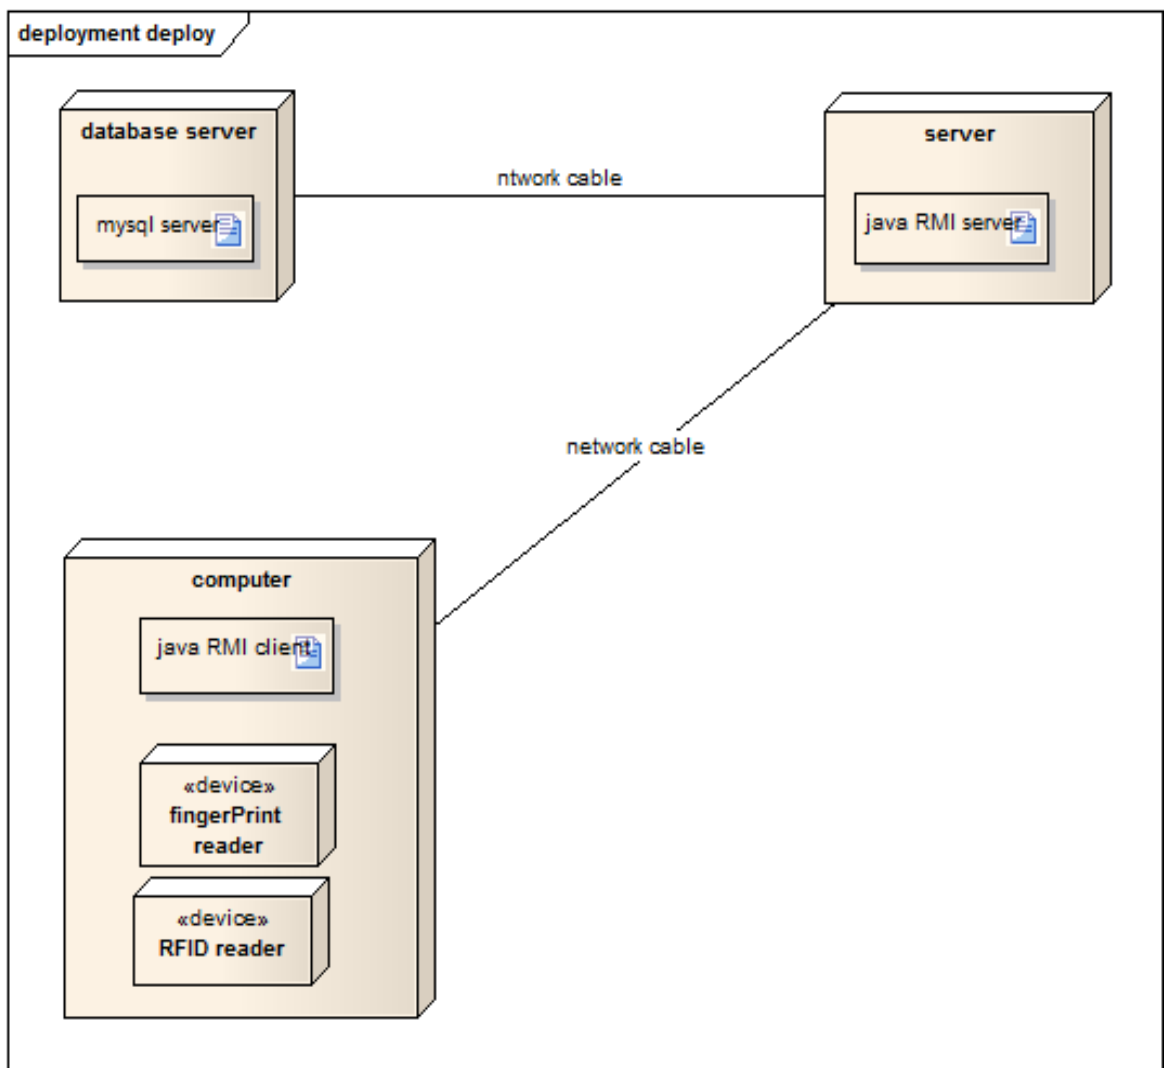 deployment deploy
database server
server
ntwork cable
mysql server
java RMI server
network cable
computer
java RMI client
«device»
fingerPrint
reader
«device»
RFID reader